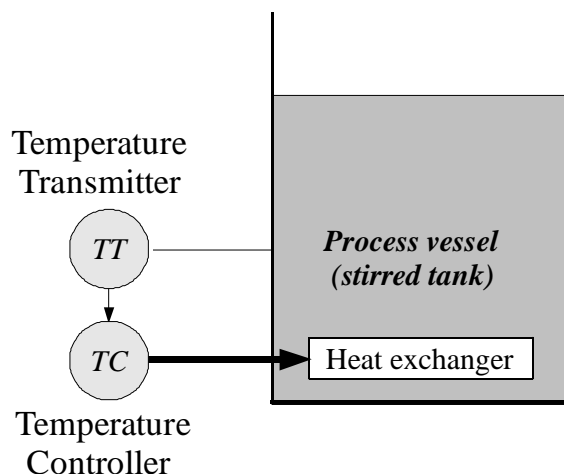 Temperature
Transmitter
TT
Process vessel
(stirred tank)
TC
Heat exchanger
Temperature
Controller